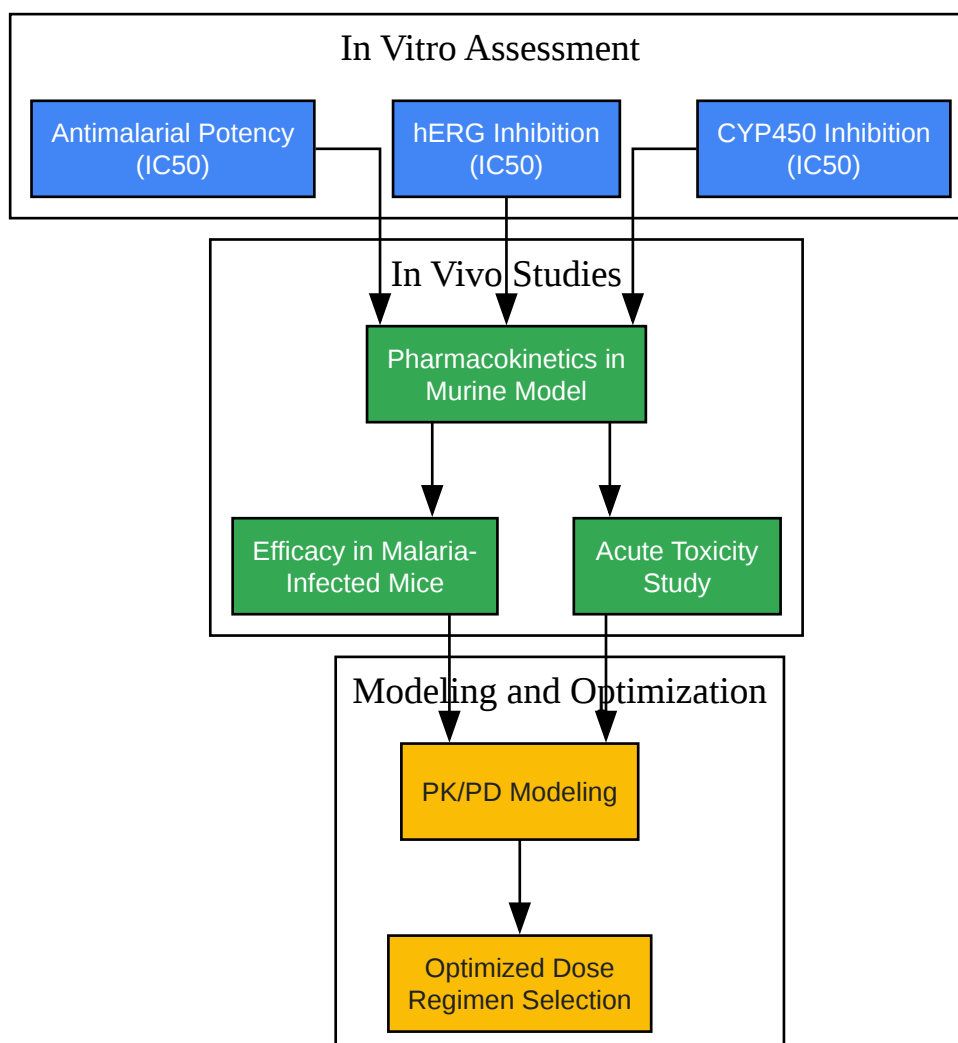 In Vitro Assessment
Antimalarial Potency
(IC50)
hERG Inhibition
(IC50)
CYP450 Inhibition
(IC50)
In Vivo Studies
Pharmacokinetics in
Murine Model
Efficacy in Malaria-
Infected Mice
Acute Toxicity
Study
Modeling and Optimization
PK/PD Modeling
Optimized Dose
Regimen Selection